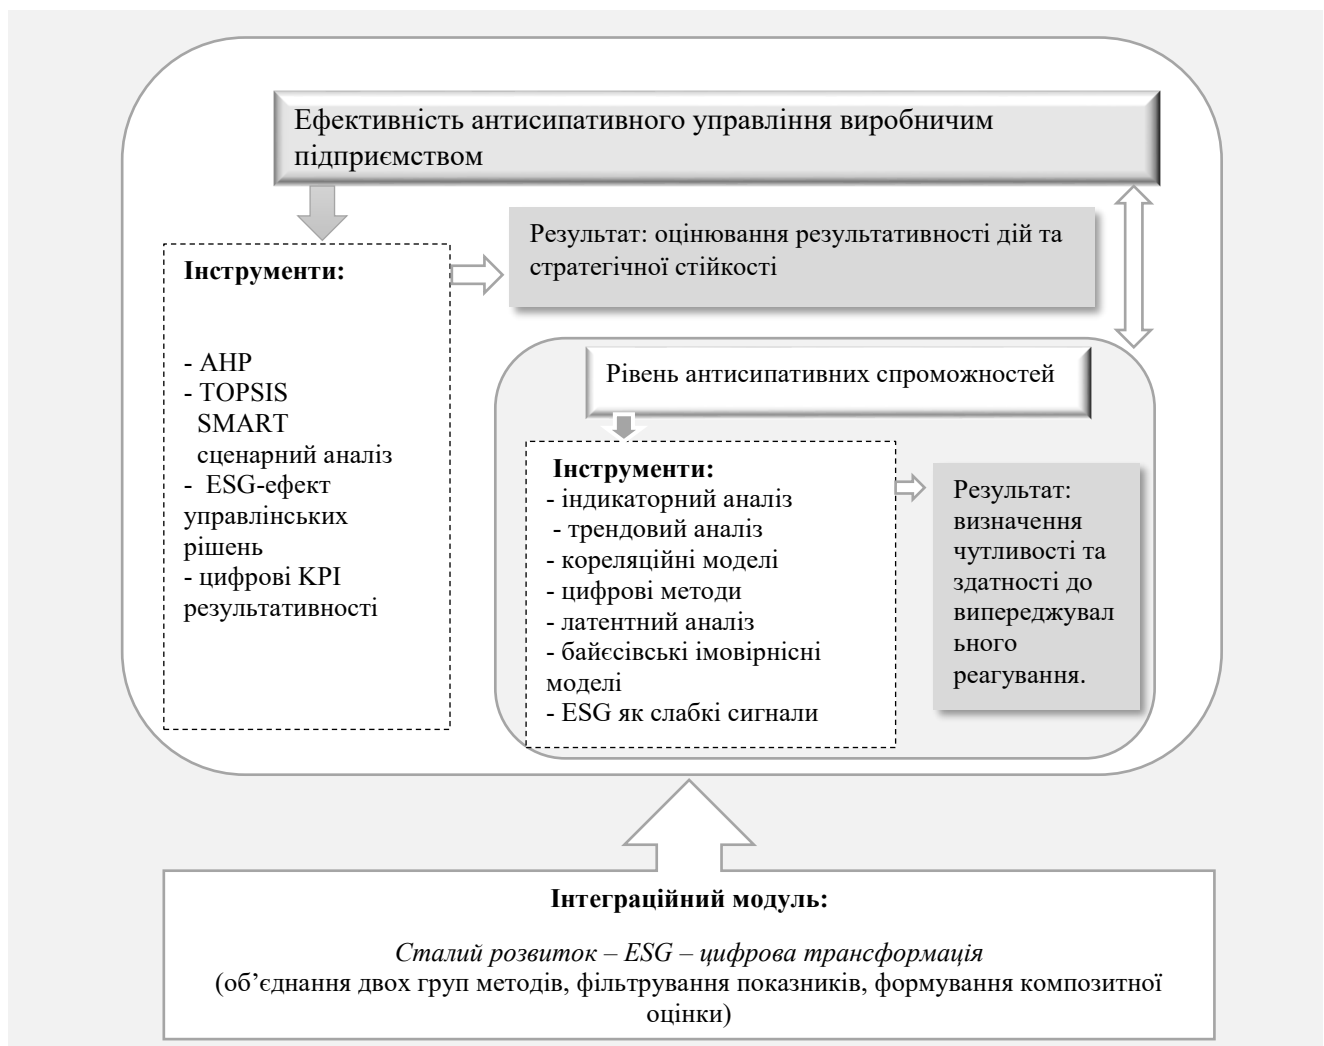 Ефективність антисипативного управління виробничим
підприємством
Результат: оцінювання результативності дій та
стратегічної стійкості
Інструменти:
- AHP
- TOPSIS
SMART
сценарний аналіз
- ESG-ефект
управлінських
рішень
- цифрові KPI
результативності
Рівень антисипативних спроможностей
Інструменти:
- індикаторний аналіз
- трендовий аналіз
- кореляційні моделі
- цифрові методи
- латентний аналіз
- байєсівські імовірнісні
моделі
- ESG як слабкі сигнали
Результат:
визначення
чутливості та
здатності до
випереджувал
ьного
реагування.
Інтеграційний модуль:
Сталий розвиток – ESG – цифрова трансформація
(об’єднання двох груп методів, фільтрування показників, формування композитної
оцінки)